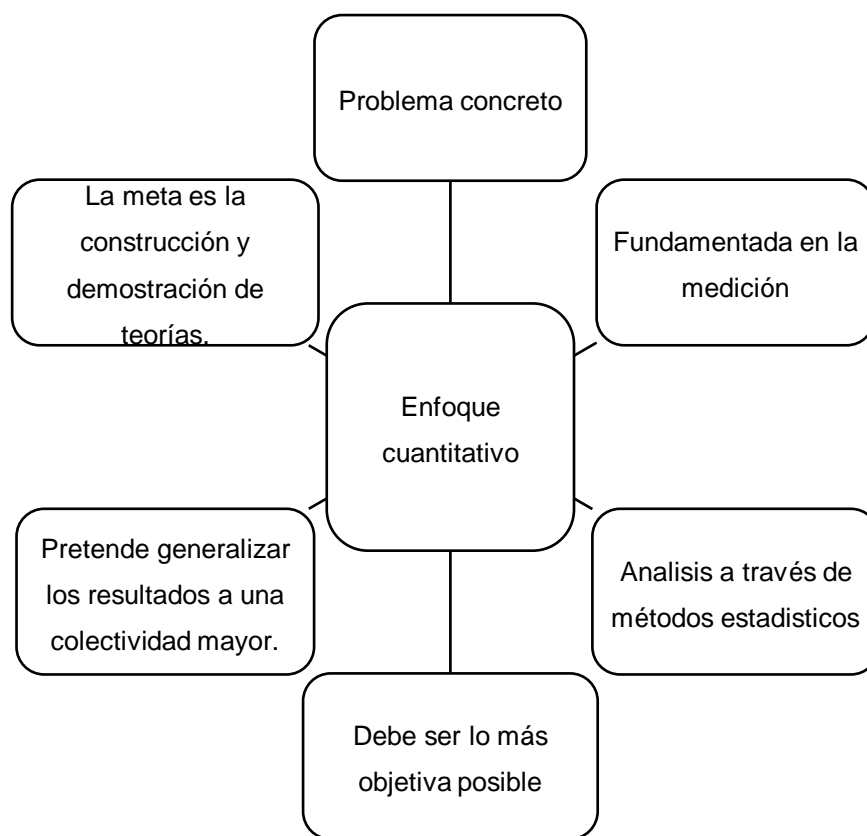 Problema concreto
La meta es la
construcción y
demostración de
teorías.
Fundamentada en la
medición
Enfoque
cuantitativo
Pretende generalizar
los resultados a una
colectividad mayor.
Analisis a través de
métodos estadisticos
Debe ser lo más
objetiva posible